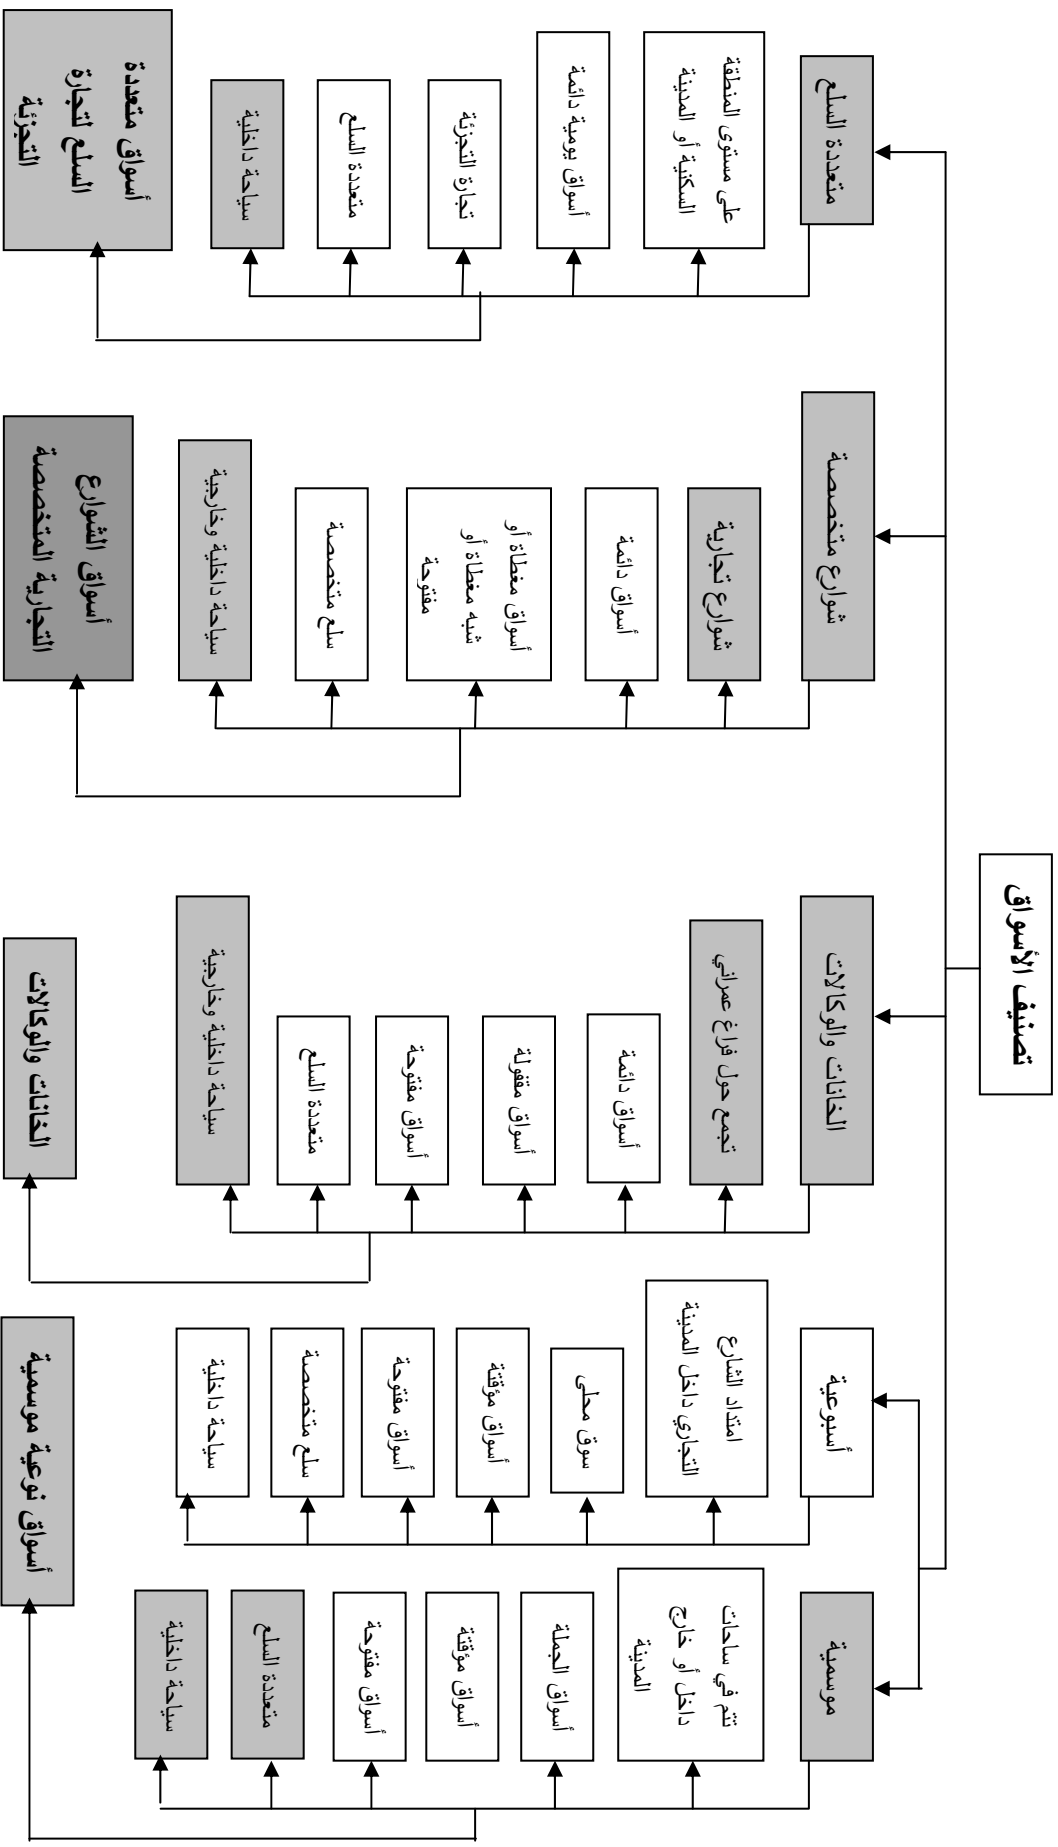 تصنيف الأسواق
موسمية
تتم في ساحات
داخل أو خارج
المدينة
أسواق الجملة
أسواق مؤقتة
أسواق مفتوحة
متعددة السلع
سياحة داخلية
أسبوعية
امتداد الشارع
التجاري داخل المدينة
سوق محلى
أسواق مؤقتة
أسواق مفتوحة
سلع متخصصة
سياحة داخلية
أسواق نوعية موسمية
الخانات والوكالات
تجمع حول فراغ عمراني
أسواق دائمة
أسواق مقفولة
أسواق مفتوحة
متعددة السلع
سياحة داخلية وخارجية
الخانات والوكالات
شوارع متخصصة
شوارع تجارية
أسواق دائمة
أسواق مغطاة أو
شبه مغطاة أو
مفتوحة
سلع متخصصة
سياحة داخلية وخارجية
أسواق الشوارع
التجارية المتخصصة
متعددة السلع
على مستوى المنطقة
السكنية أو المدينة
أسواق يومية دائمة
تجارة التجزئة
متعددة السلع
سياحة داخلية
أسواق متعددة
السلع لتجارة
التجزئة